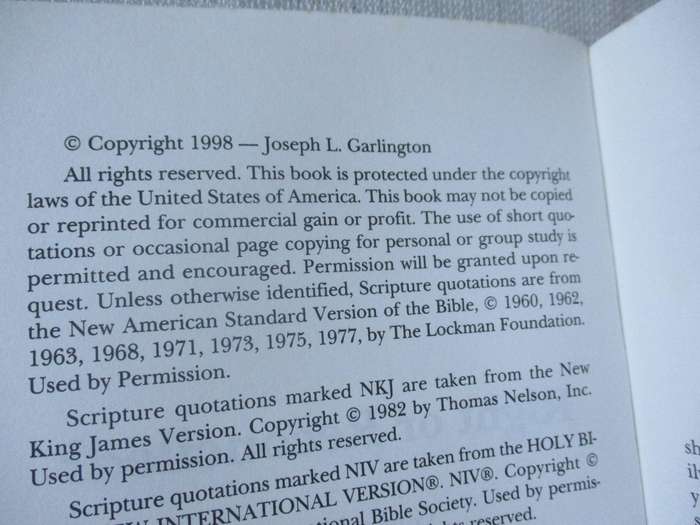 © Copyright 1998 — Joseph L. Garlington
All rights reserved. This book is protected under the copyright
laws of the United States of America. This book may not be copied
or reprinted for commercial gain or profit. The use of short quo-
tations or occasional page copying for personal or group study is
permitted and encouraged. Permission will be granted upon re-
quest. Unless otherwise identified, Scripture quotations are from
the New American Standard Version of the Bible, © 1960, 1962,
1963, 1968, 1971, 1973, 1975, 1977, by The Lockman Foundation.
Used by Permission.
Scripture quotations marked NKJ are taken from the New
King James Version. Copyright © 1982 by Thomas Nelson, Inc.
Used by permission. All rights reserved.
Scripture quotations marked NIV are taken from the HOLY BI-
INTERNATIONAL VERSION®. NIV®. Copyright ©
Bible Society. Used by permis-
reserved.
sh
y